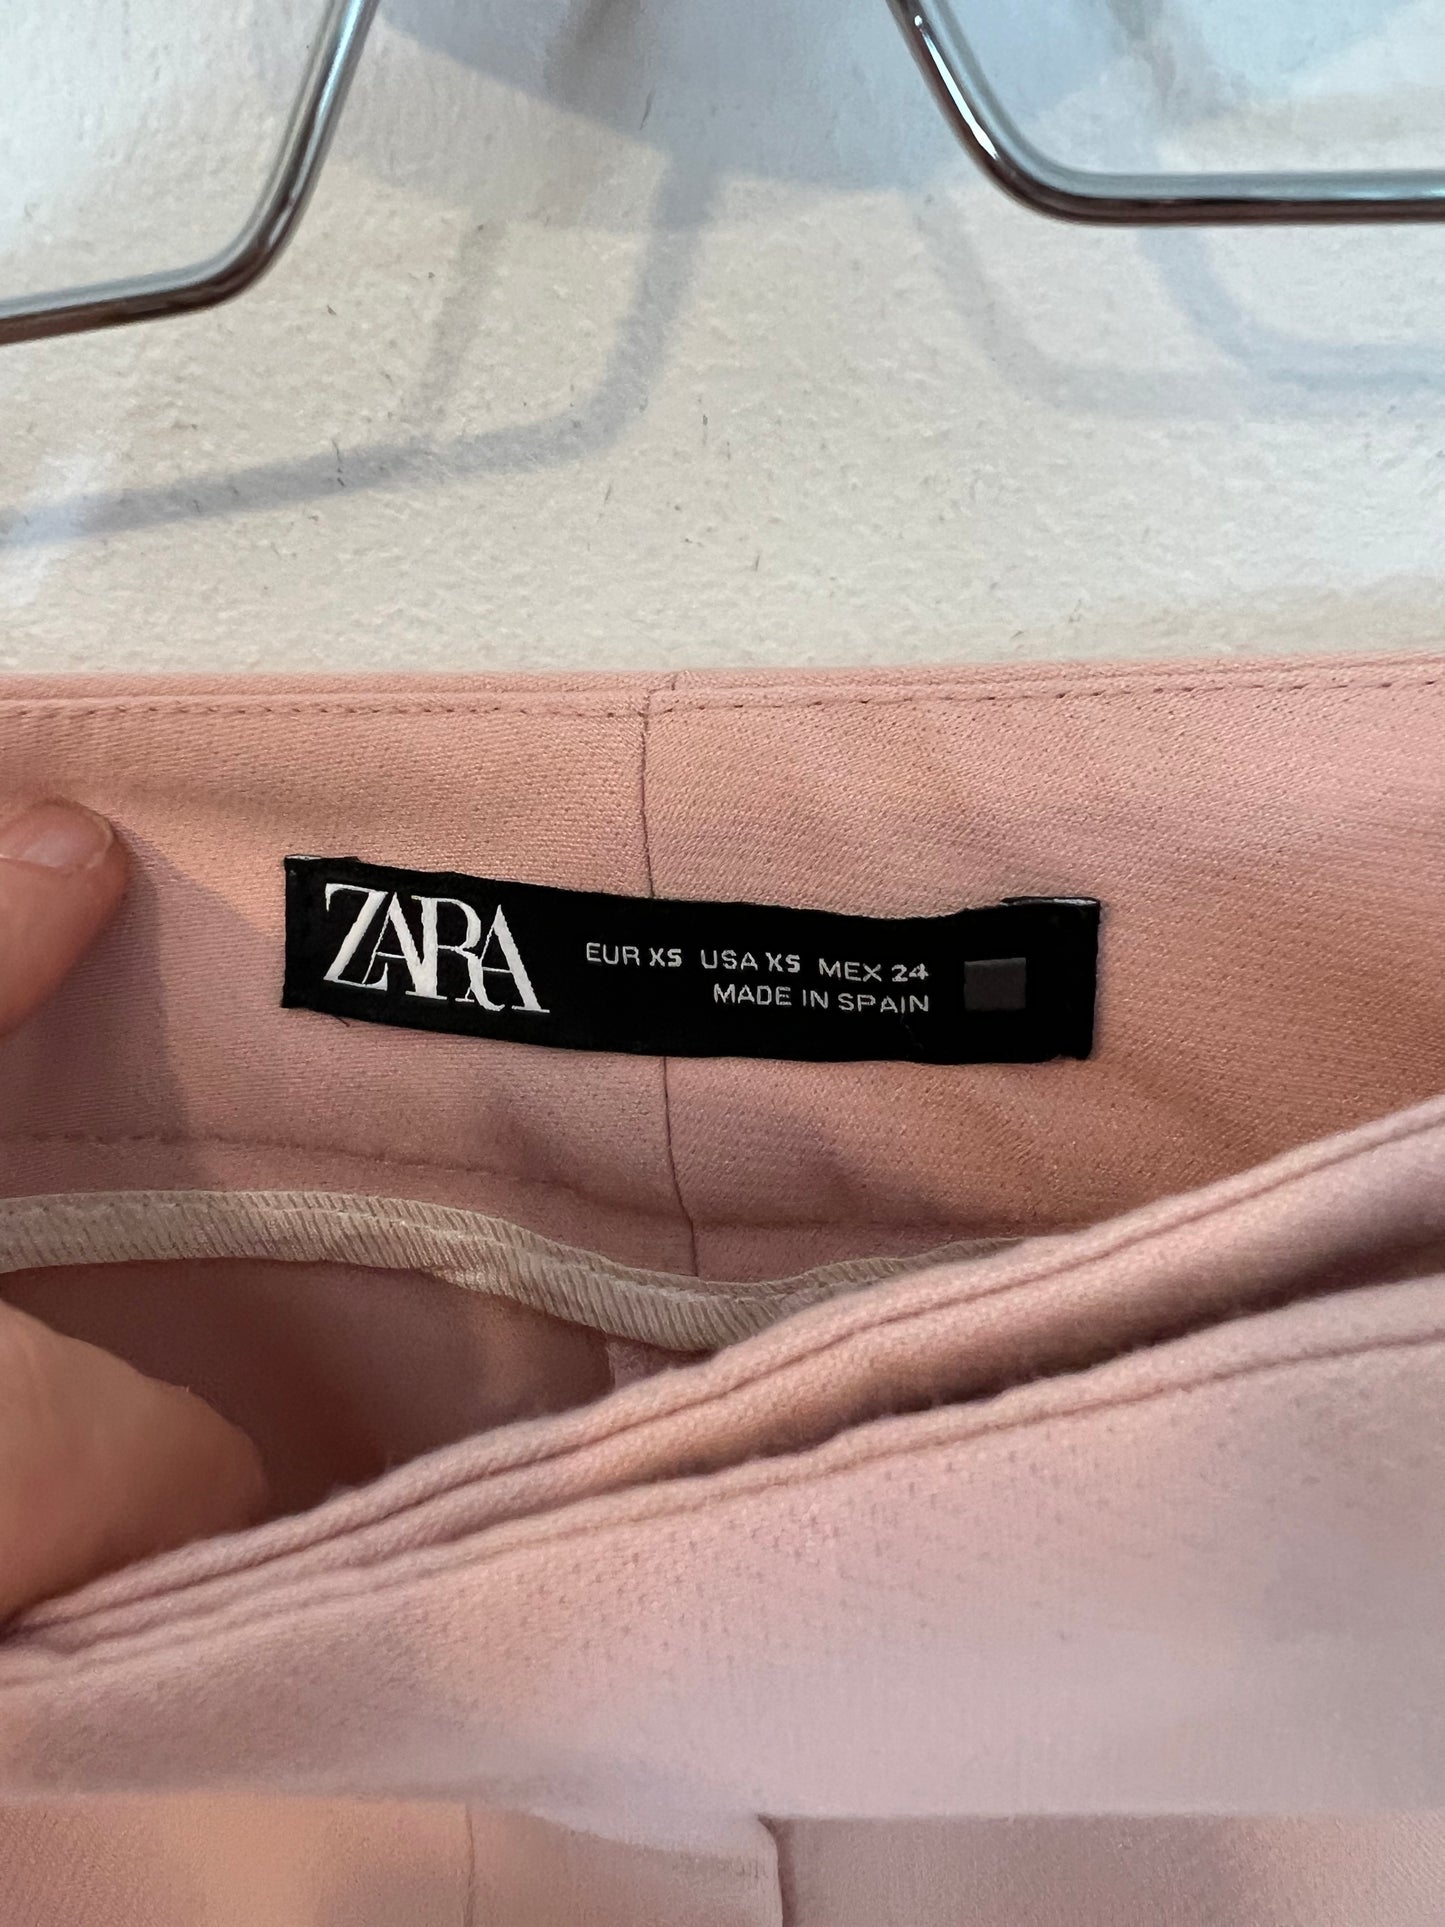 ZARA
EUR XS USA XS MEX 24
MADE IN SPAIN